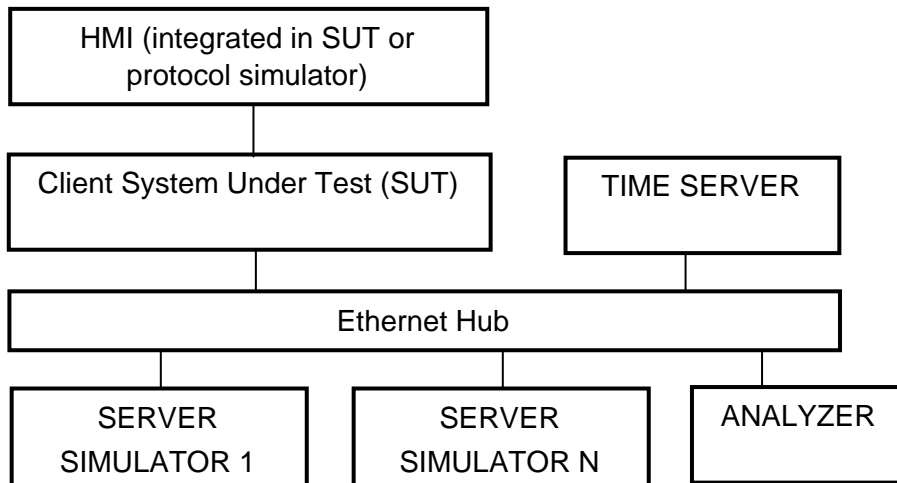 HMI (integrated in SUT or
protocol simulator)
Client System Under Test (SUT)
TIME SERVER
Ethernet Hub
SERVER
SIMULATOR 1
SERVER
SIMULATOR N
ANALYZER